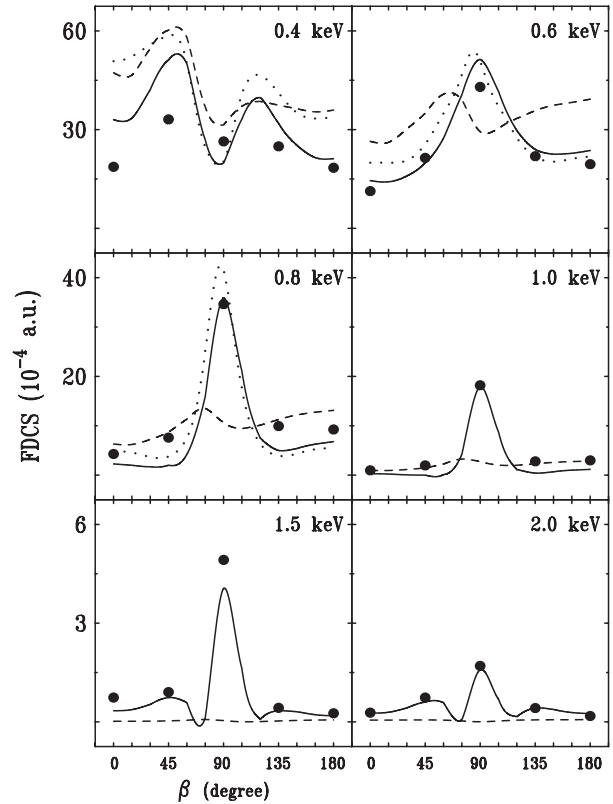 60
30
0.4 keV
0.6 keV
40
20
0.8 keV
1.0 keV
FDCS (10⁻⁴ a.u.)
6
3
1.5 keV
2.0 keV
0 45 90 135 180
0 45 90 135 180
β (degree)